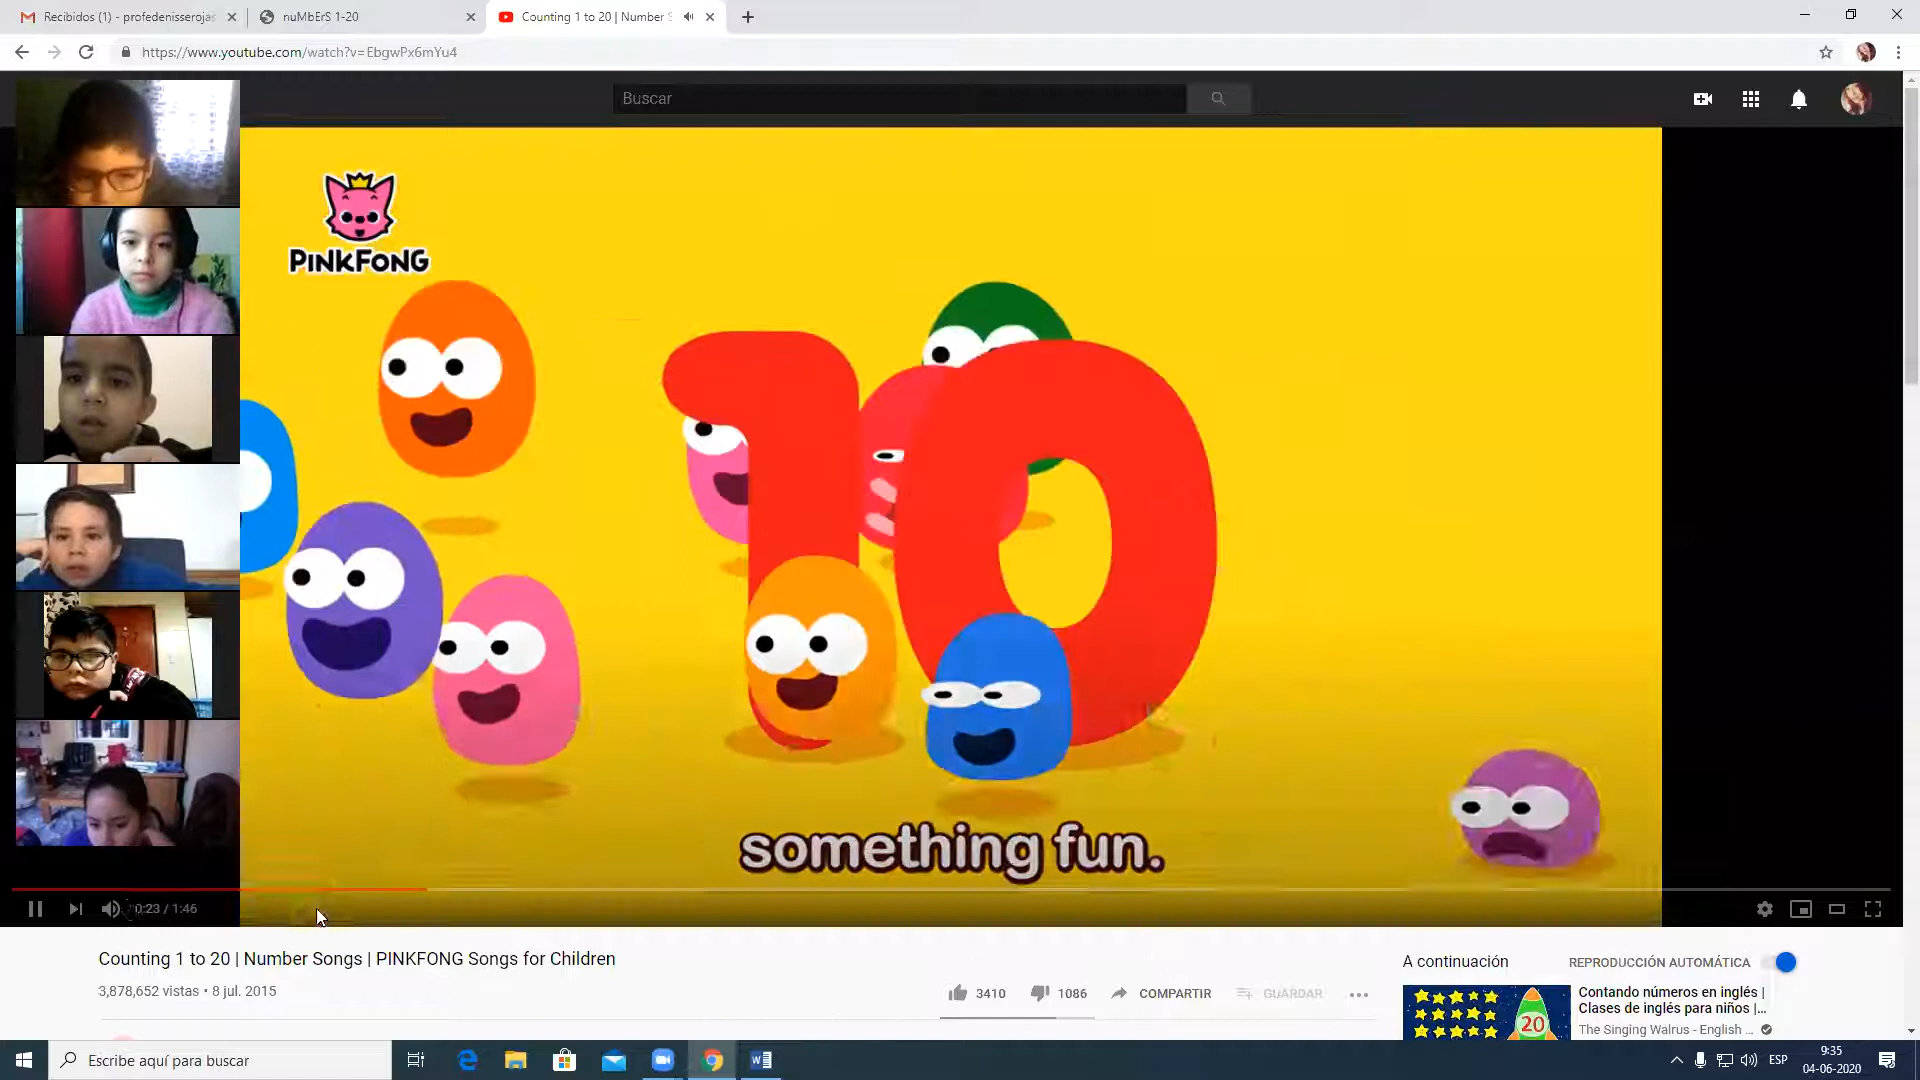 Recibidos (1) - profedenisseroja
nuMbErS 1-20
Counting 1 to 20 | Number S
https://www.youtube.com/watch?v=EbgwPx6mYu4
Buscar
PINKFONG
10
something fun.
0:23 / 1:46
Counting 1 to 20 | Number Songs | PINKFONG Songs for Children
3,878,652 vistas • 8 jul. 2015
3410
1086
COMPARTIR
GUARDAR
A continuación
REPRODUCCIÓN AUTOMÁTICA
20
Contando números en inglés |
Clases de inglés para niños |...
The Singing Walrus - English ...
Escribe aquí para buscar
ESP
9:35
04-06-2020